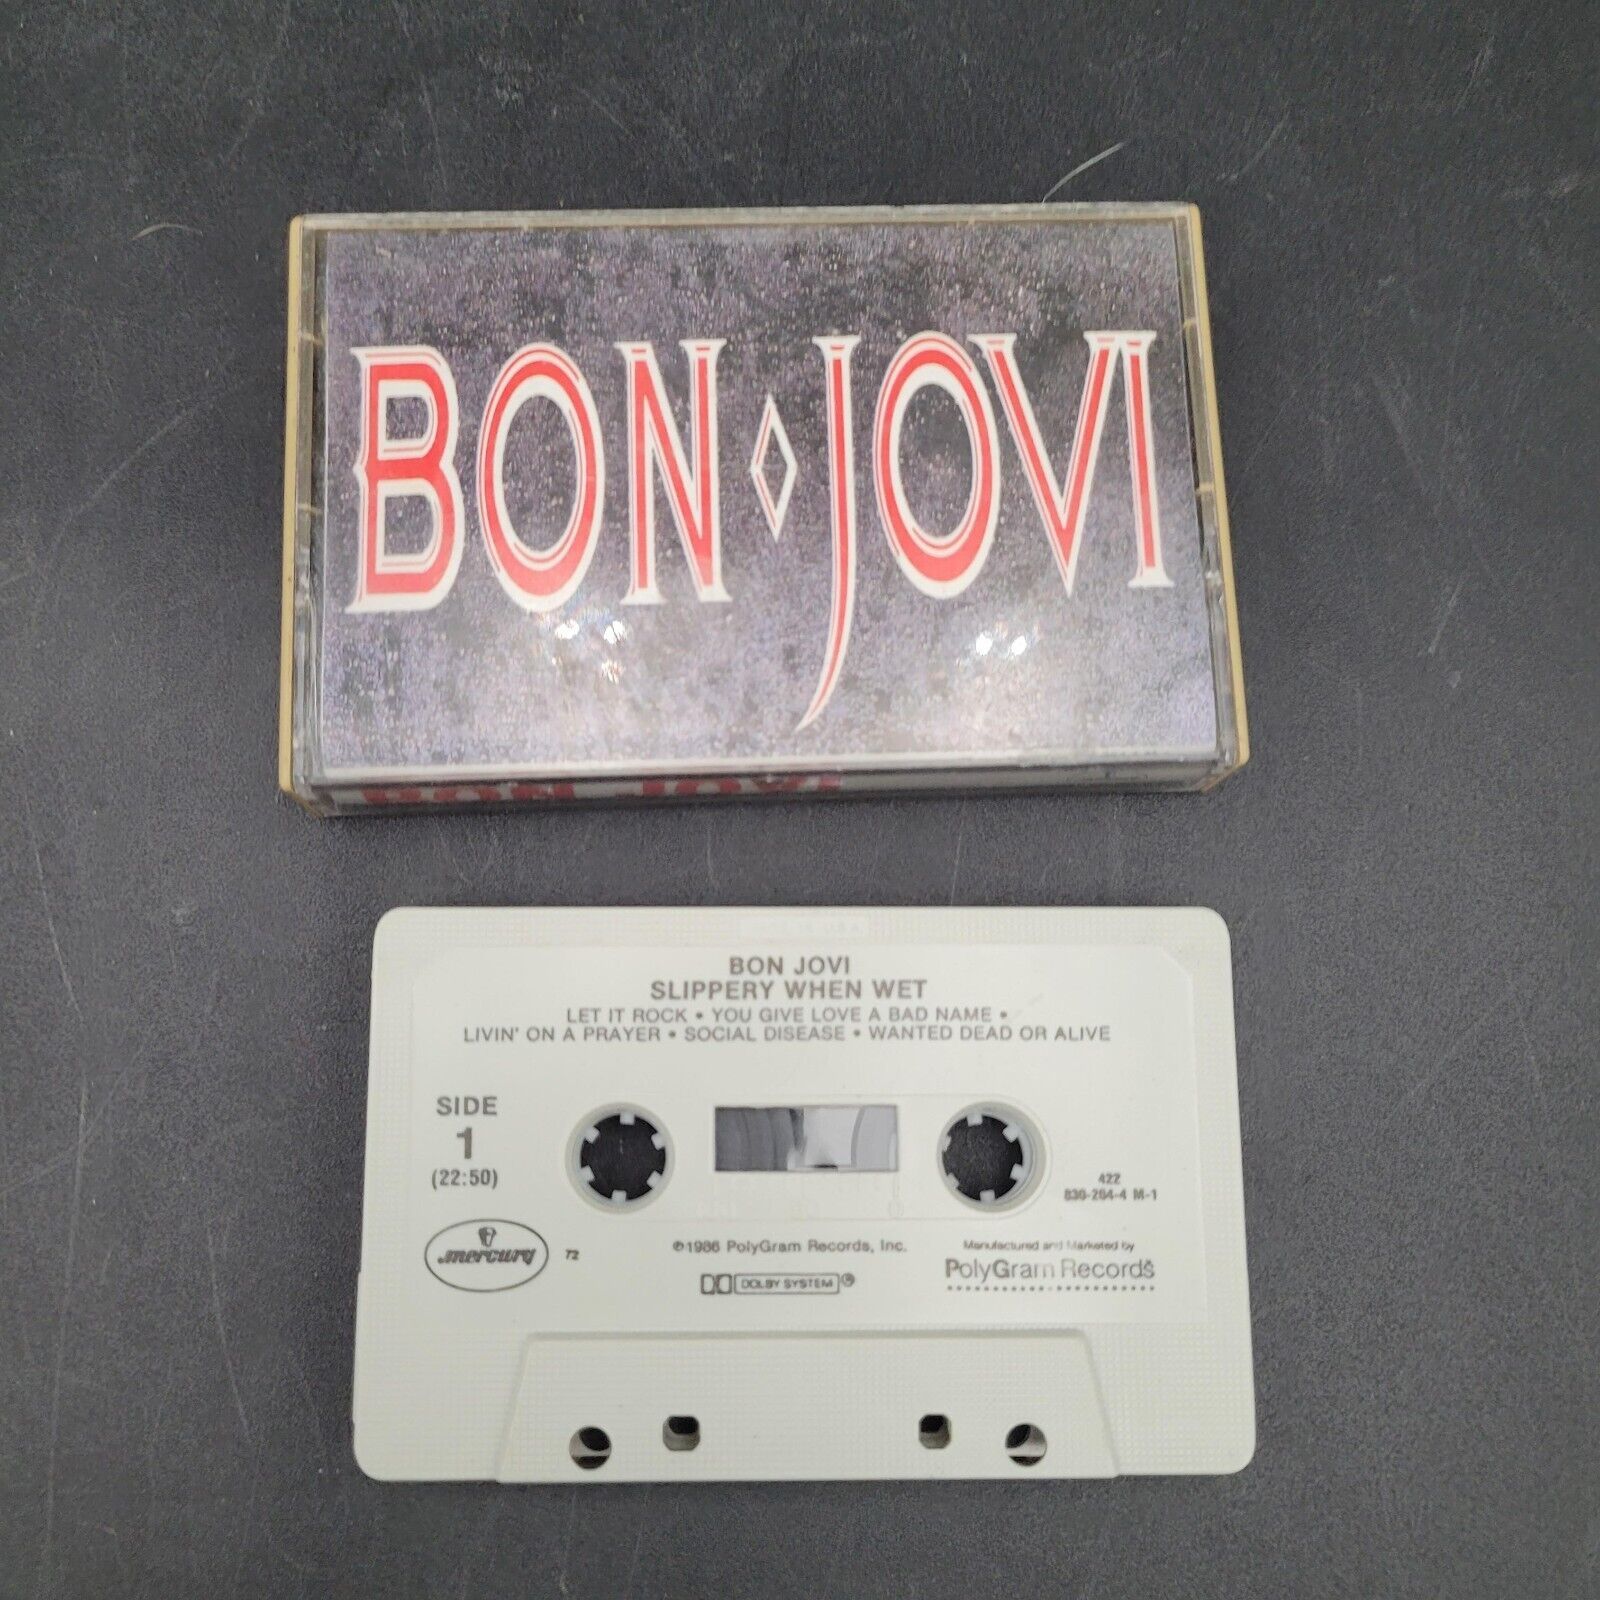 BON JOVI
BON JOVI
BON JOVI
SLIPPERY WHEN WET
LET IT ROCK • YOU GIVE LOVE A BAD NAME •
LIVIN' ON A PRAYER • SOCIAL DISEASE • WANTED DEAD OR ALIVE
SIDE
1
(22:50)
422
830-264-4 M-1
mercury
72
℗1986 PolyGram Records, Inc.
DOLBY SYSTEM®
Manufactured and Marketed by
PolyGram Records